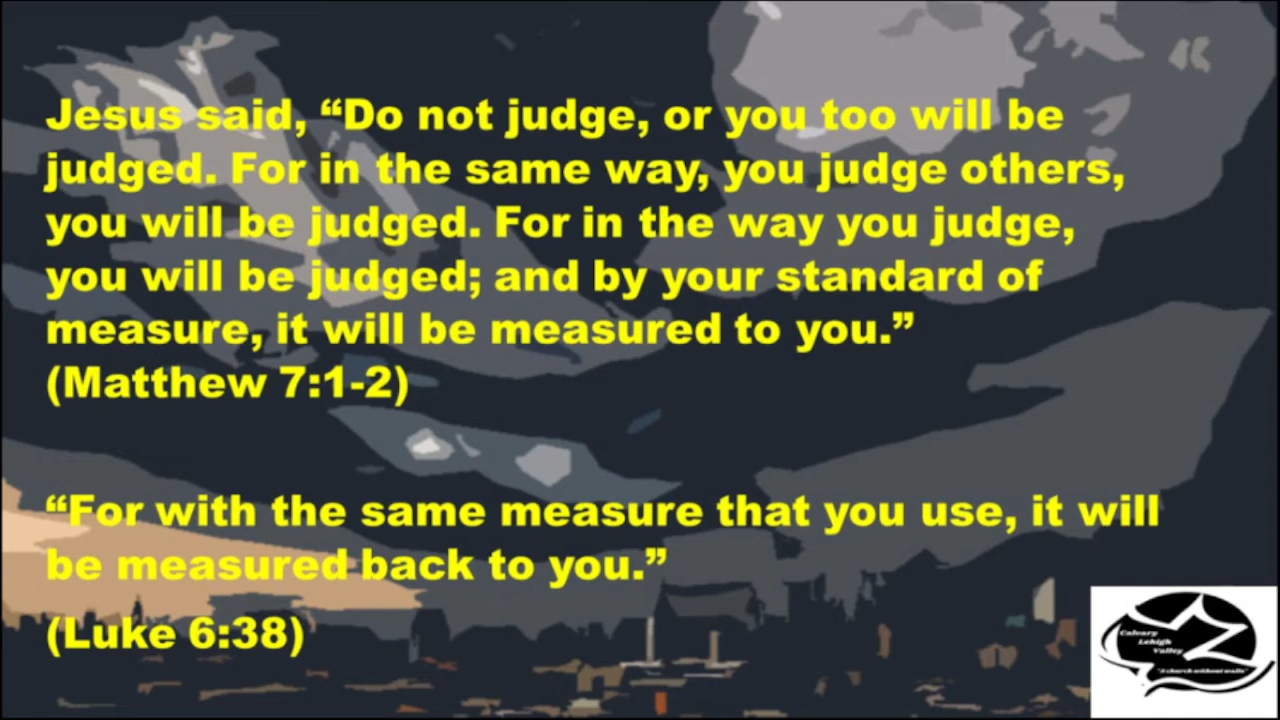 Jesus said, “Do not judge, or you too will be
judged. For in the same way, you judge others,
you will be judged. For in the way you judge,
you will be judged; and by your standard of
measure, it will be measured to you.”
(Matthew 7:1-2)
“For with the same measure that you use, it will
be measured back to you.”
(Luke 6:38)
Calvary
Lehigh
Valley
"A church without walls"